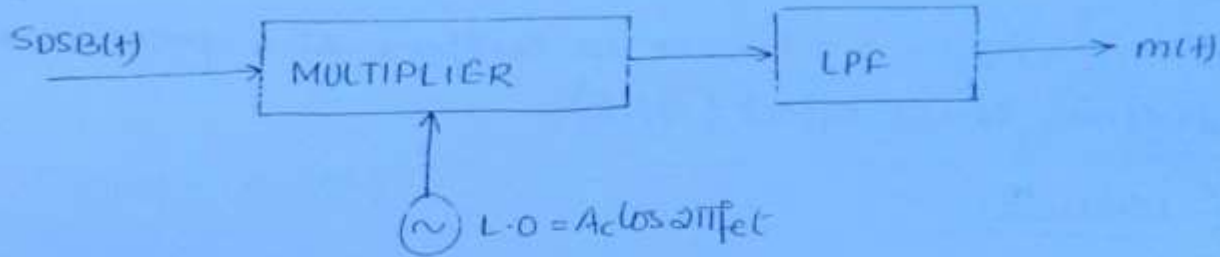 SDSB(t)
MULTIPLIER
LPF
m(t)
L.O = Ac Cos 2πfct